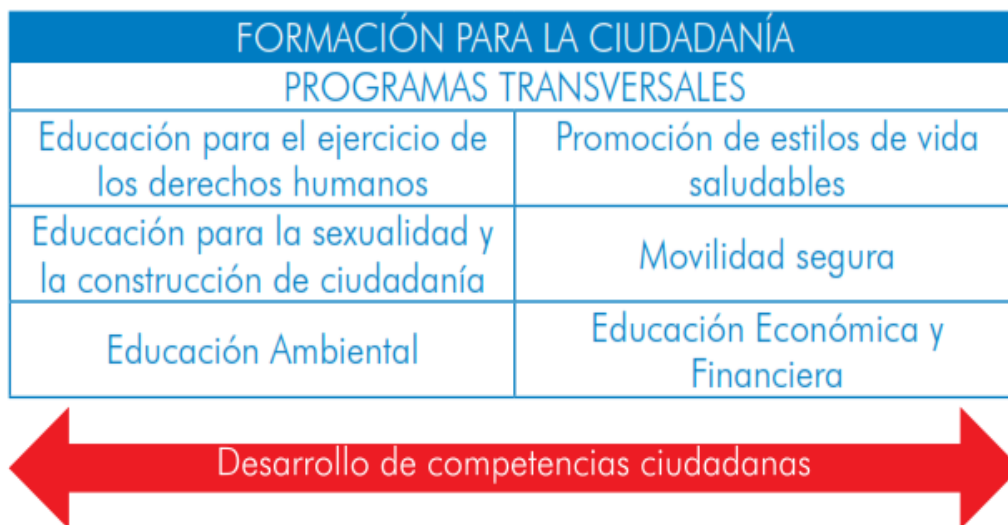 FORMACIÓN PARA LA CIUDADANÍA
PROGRAMAS TRANSVERSALES
Educación para el ejercicio de
los derechos humanos
Promoción de estilos de vida
saludables
Educación para la sexualidad y
la construcción de ciudadanía
Movilidad segura
Educación Ambiental
Educación Económica y
Financiera
Desarrollo de competencias ciudadanas